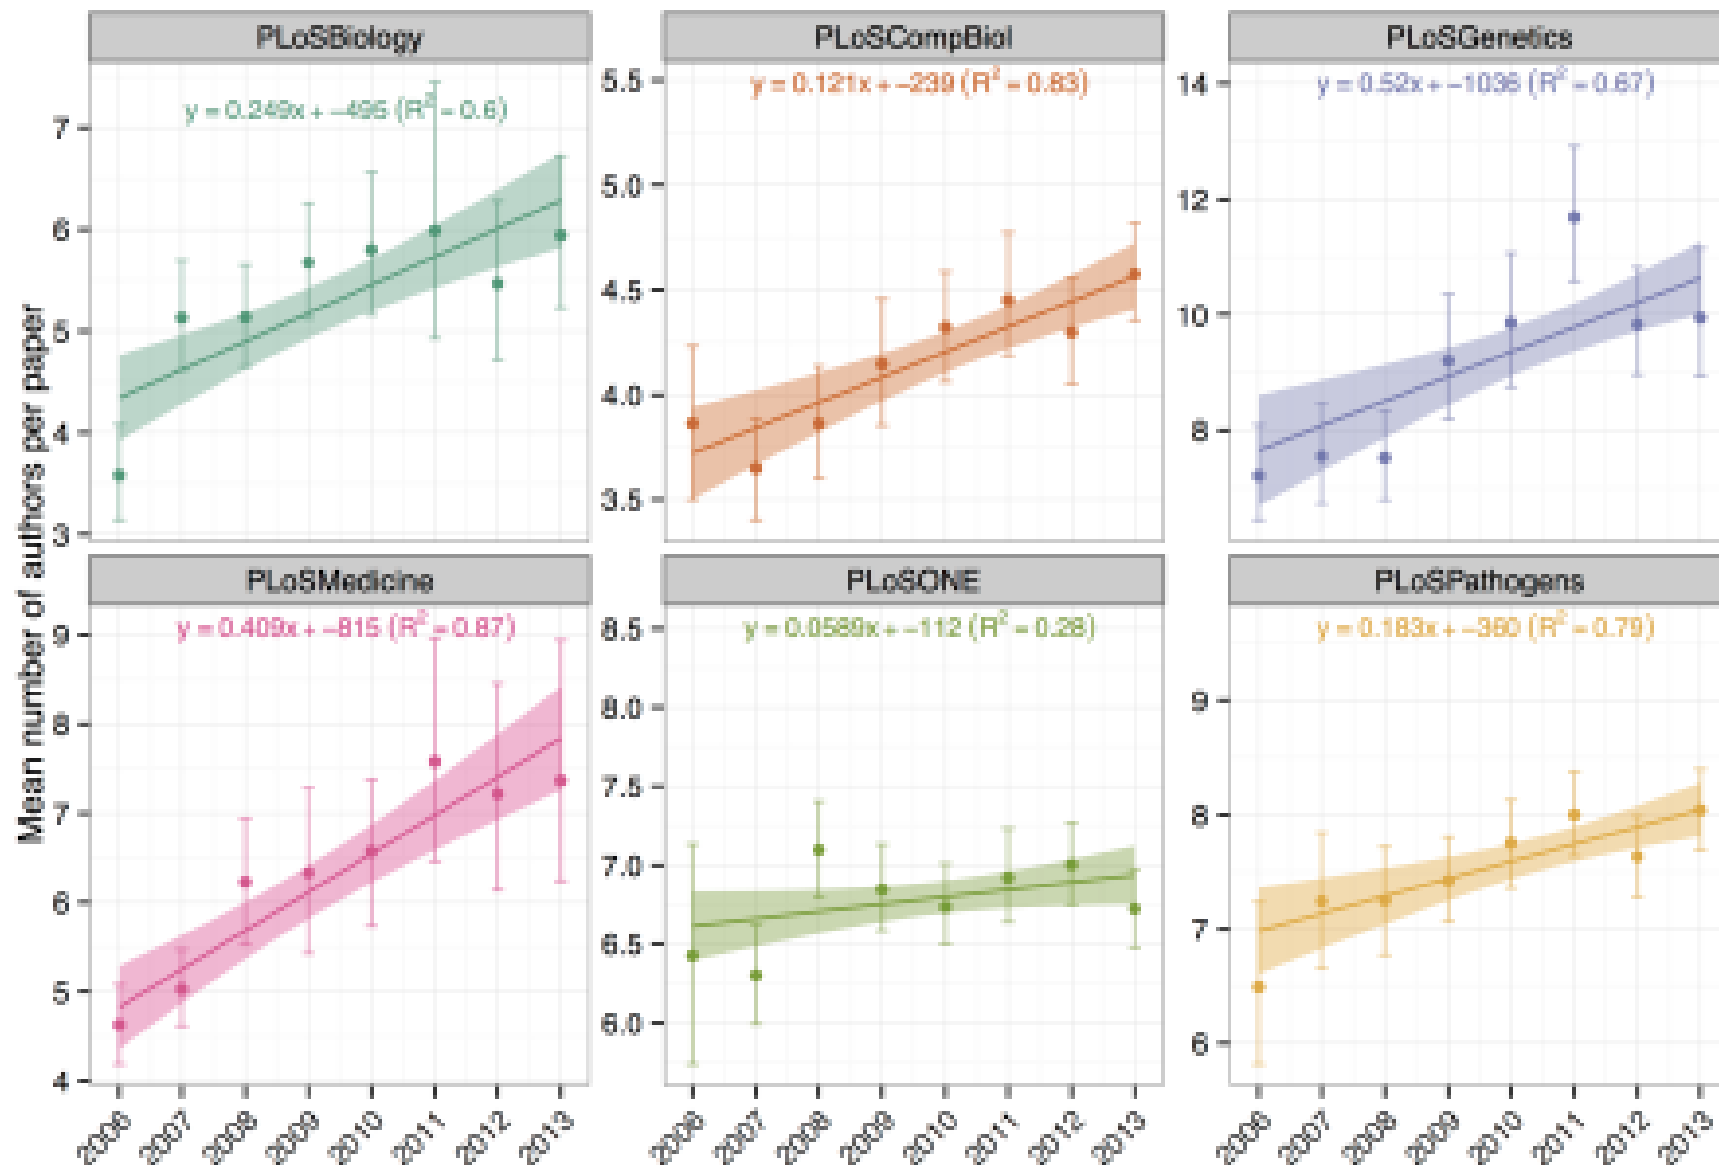 PLoSBiology
PLoSCompBiol
PLoSGenetics
y = 0.249x + −495 (R² = 0.6)
y = 0.121x + −239 (R² = 0.83)
y = 0.52x + −1036 (R² = 0.67)
7
6
5
4
3
5.5
5.0
4.5
4.0
3.5
14
12
10
8
Mean number of authors per paper
PLoSMedicine
PLoSONE
PLoSPathogens
y = 0.409x + −815 (R² = 0.87)
y = 0.0589x + −112 (R² = 0.28)
y = 0.183x + −360 (R² = 0.79)
9
8
7
6
5
4
8.5
8.0
7.5
7.0
6.5
6.0
9
8
7
6
2006 2007 2008 2009 2010 2011 2012 2013
2006 2007 2008 2009 2010 2011 2012 2013
2006 2007 2008 2009 2010 2011 2012 2013